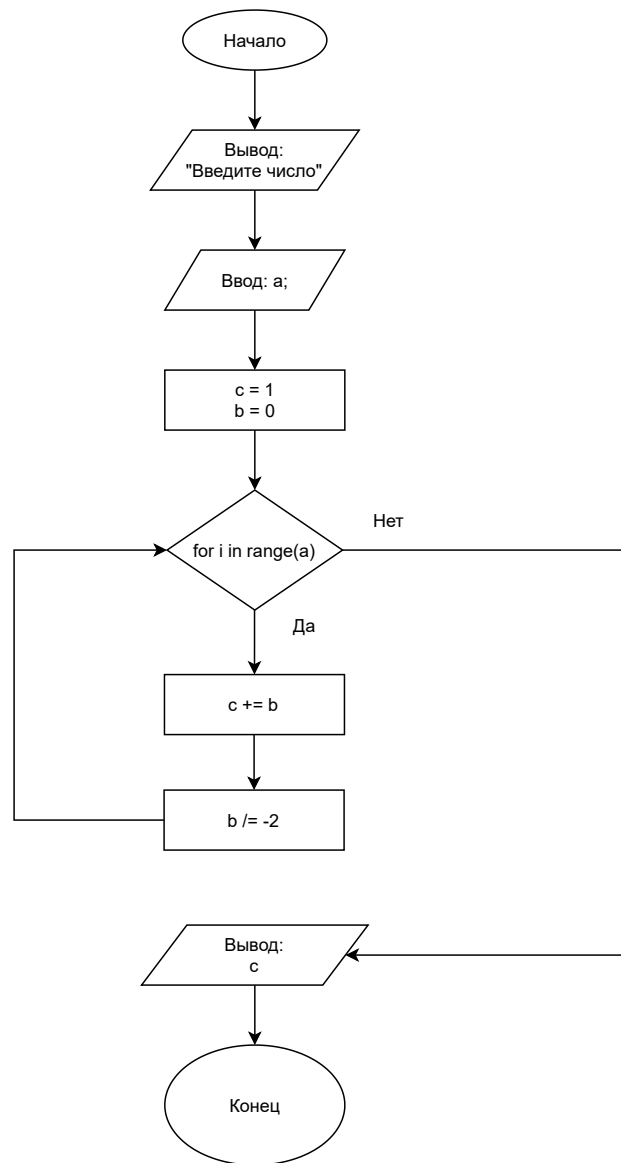 Начало
Вывод:
"Введите число"
Ввод: a;
c = 1
b = 0
for i in range(a)
Нет
Да
c += b
b /= -2
Вывод:
c
Конец